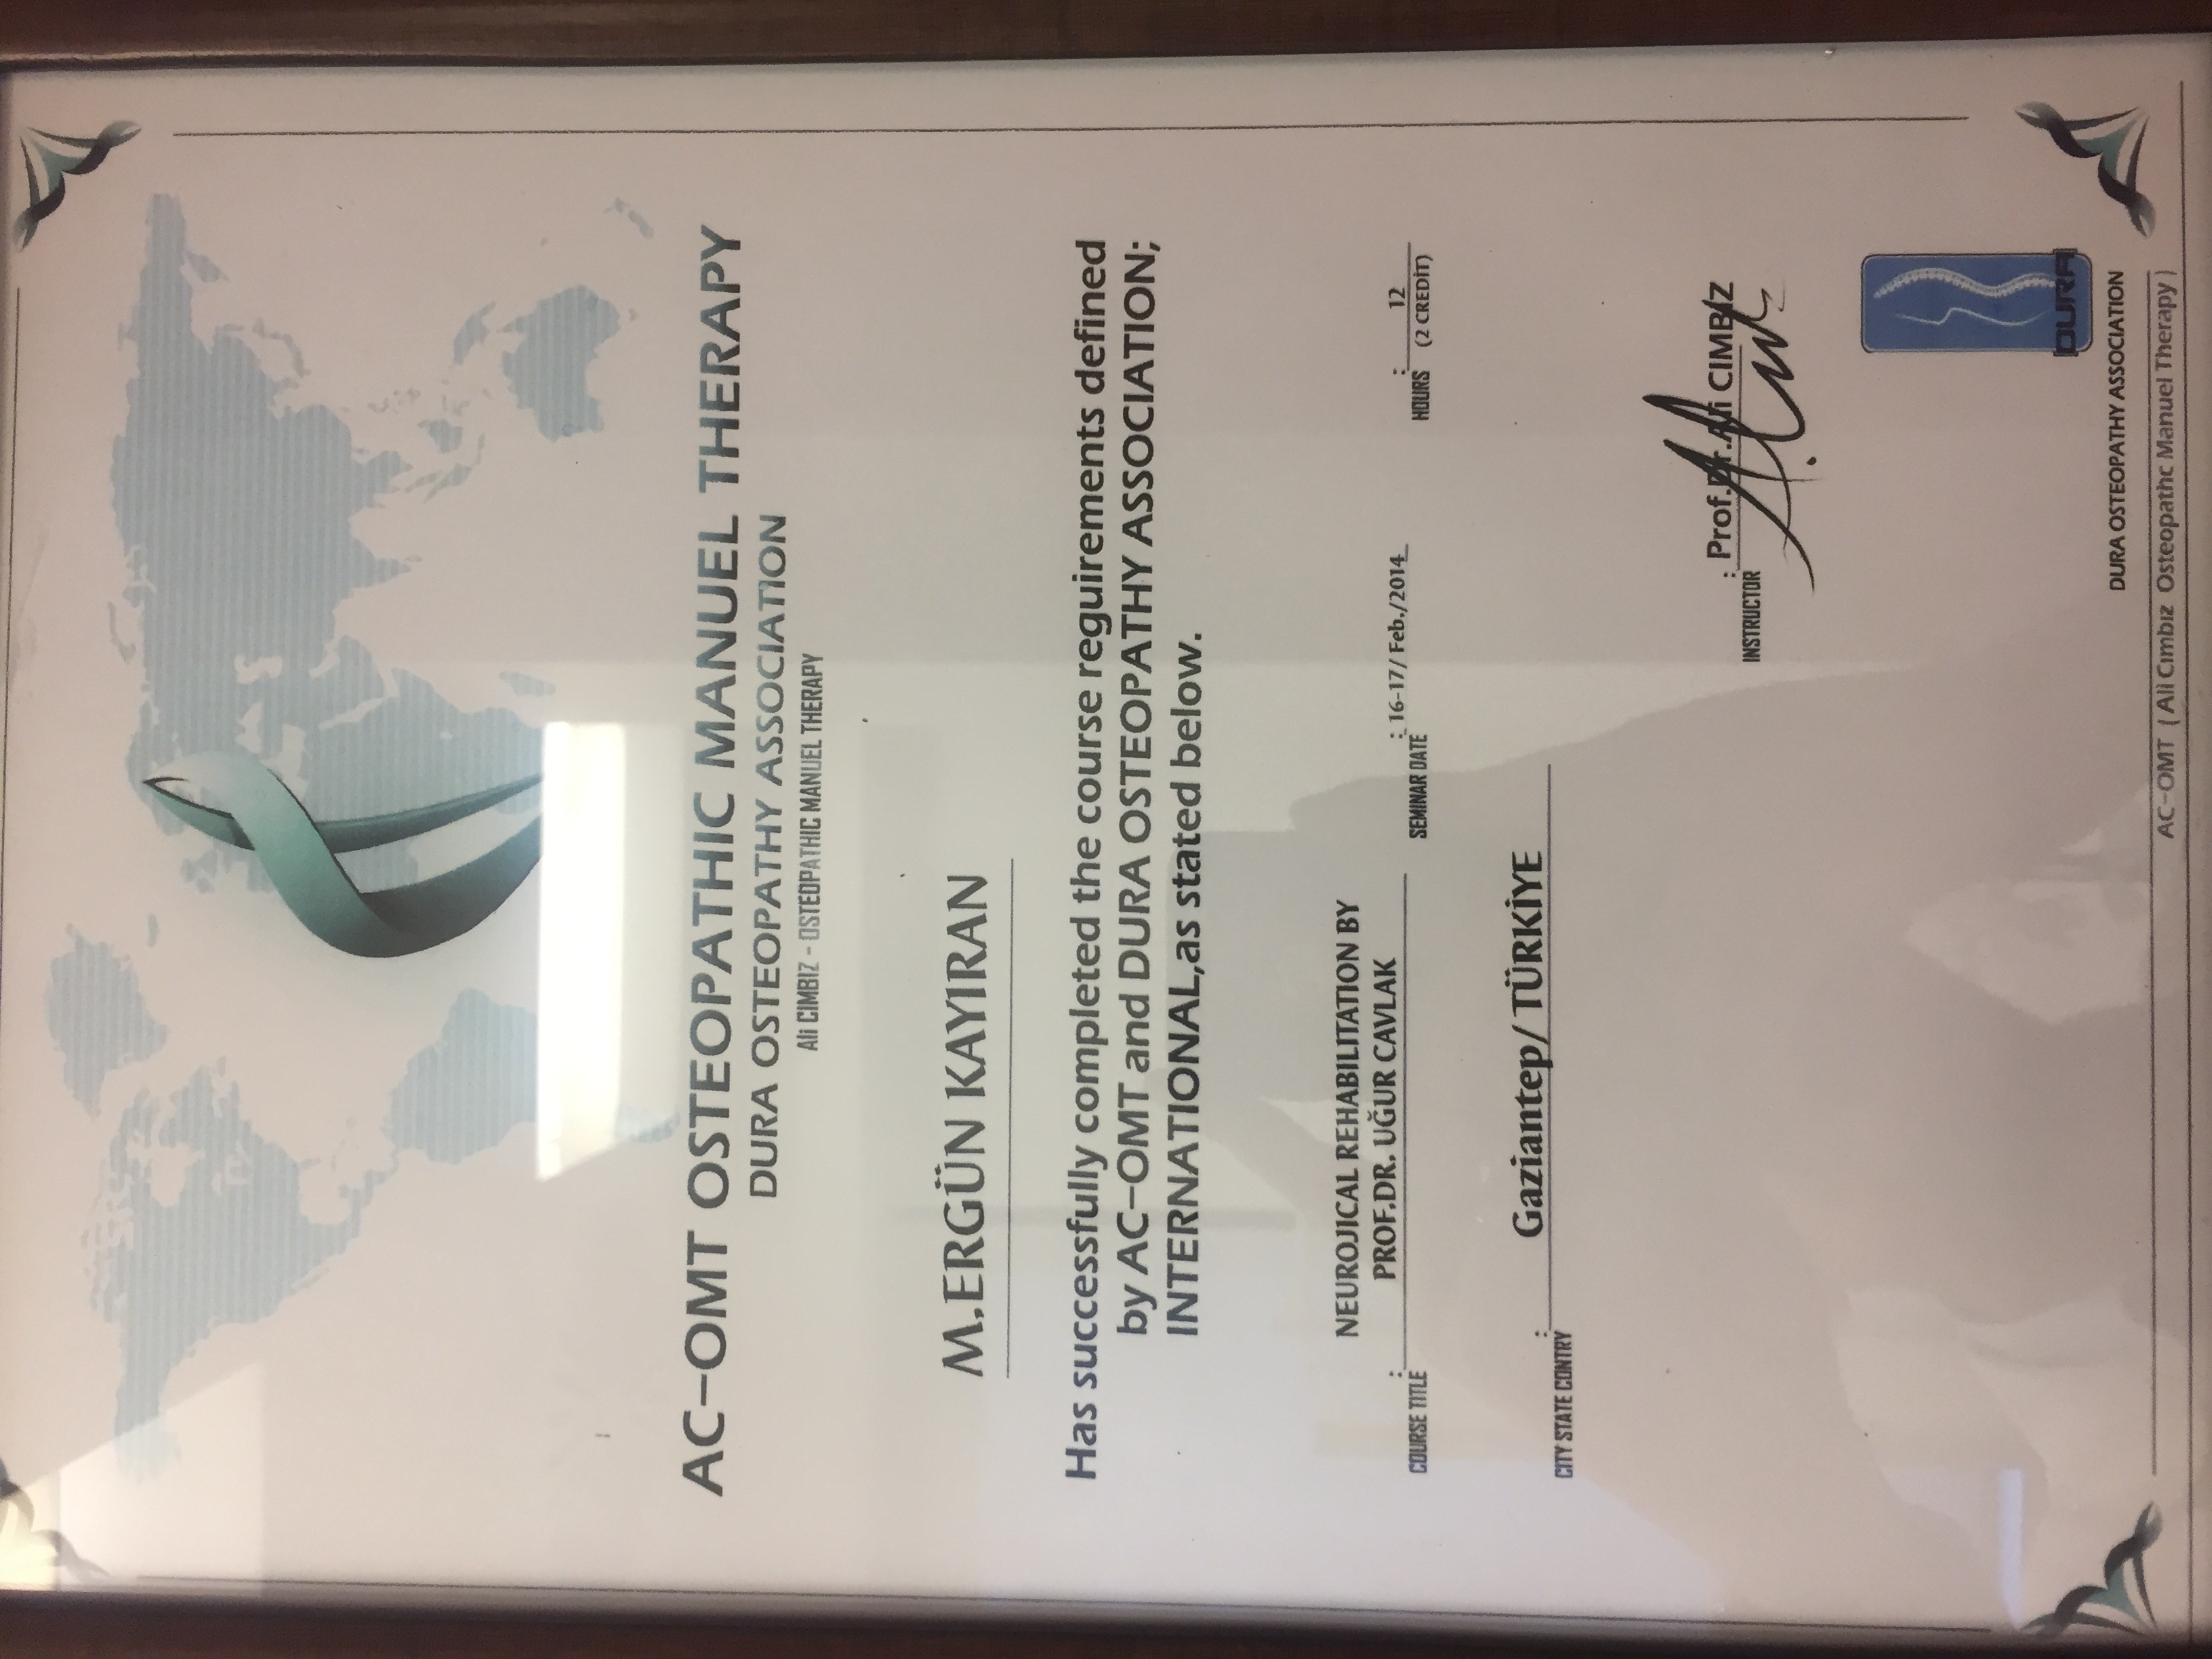 AC-OMT OSTEOPATHIC MANUEL THERAPY
DURA OSTEOPATHY ASSOCIATION
Ali CIMBIZ - OSTEOPATHIC MANUEL THERAPY
M.ERGÜN KAYIRAN
Has successfully completed the course reguirements defined
by AC-OMT and DURA OSTEOPATHY ASSOCIATION;
INTERNATIONAL,as stated below.
NEUROJICAL REHABILITATION BY
PROF.DR. UĞUR CAVLAK
COURSE TITLE :
SEMINAR DATE : 16-17/ Feb./2014
HOURS : 12
(2 CREDİT)
CITY STATE CONTRY : Gaziantep/ TÜRKİYE
INSTRUCTOR : Prof.Dr.Ali CIMBIZ
DURA
DURA OSTEOPATHY ASSOCIATION
AC-OMT ( Ali Cımbız Osteopathc Manuel Therapy )